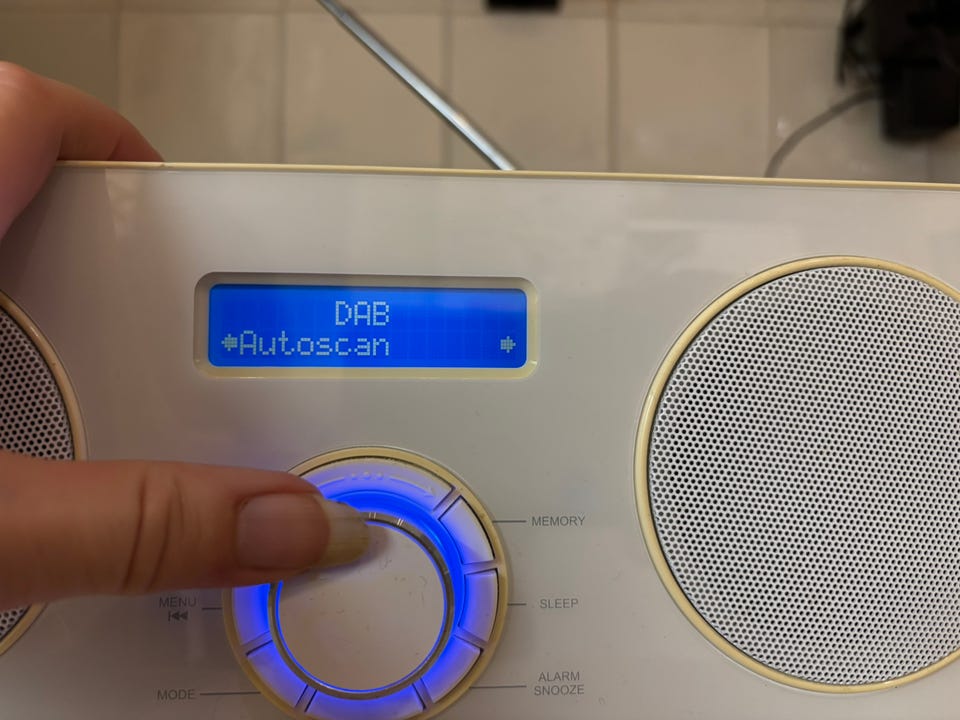 DAB
Autoscan
MEMORY
MENU
SLEEP
MODE
ALARM
SNOOZE